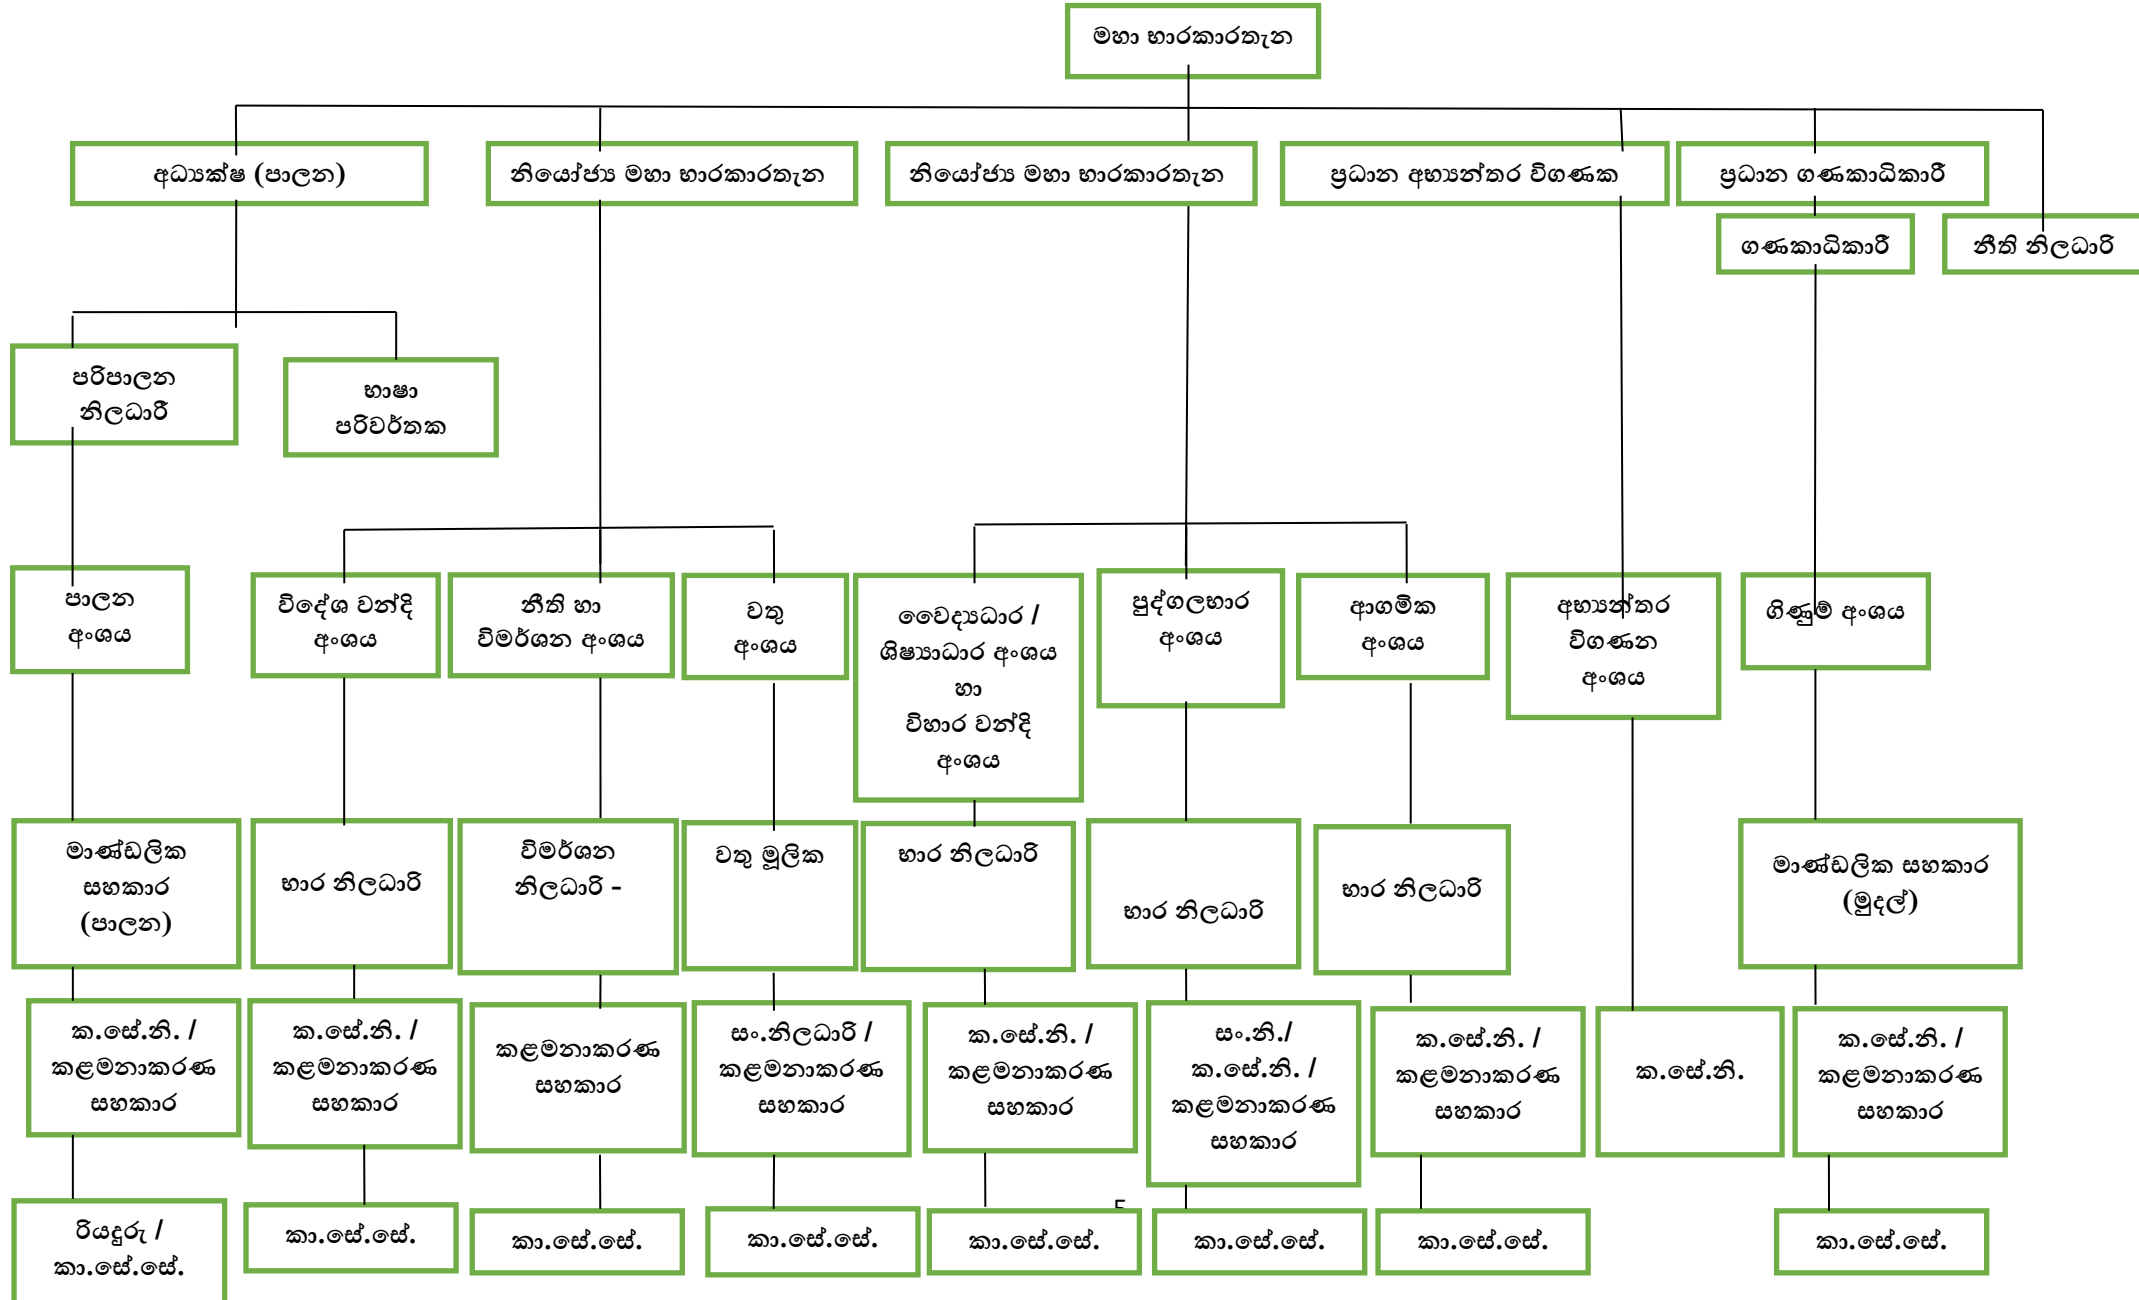 මහා භාරකාරතැන
අධ්‍යක්ෂ (පාලන)
නියෝජ්‍ය මහා භාරකාරතැන
නියෝජ්‍ය මහා භාරකාරතැන
ප්‍රධාන අභ්‍යන්තර විගණක
ප්‍රධාන ගණකාධිකාරී
ගණකාධිකාරී
නීති නිලධාරි
පරිපාලන
නිලධාරී
භාෂා
පරිවර්තක
පාලන
අංශය
විදේශ වන්දි
අංශය
නීති හා
විමර්ශන අංශය
වතු
අංශය
වෛද්‍යධාර /
ශිෂ්‍යාධාර අංශය
හා
විහාර වන්දි
අංශය
පුද්ගලභාර
අංශය
ආගමික
අංශය
අභ්‍යන්තර
විගණන
අංශය
ගිණුම් අංශය
මාණ්ඩලික
සහකාර
(පාලන)
භාර නිලධාරි
විමර්ශන
නිලධාරි -
වතු මූලික
භාර නිලධාරි
භාර නිලධාරි
භාර නිලධාරි
මාණ්ඩලික සහකාර
(මුදල්)
ක.සේ.නි. /
කළමනාකරණ
සහකාර
ක.සේ.නි. /
කළමනාකරණ
සහකාර
කළමනාකරණ
සහකාර
සං.නිලධාරි /
කළමනාකරණ
සහකාර
ක.සේ.නි. /
කළමනාකරණ
සහකාර
සං.නි./
ක.සේ.නි. /
කළමනාකරණ
සහකාර
ක.සේ.නි. /
කළමනාකරණ
සහකාර
ක.සේ.නි.
ක.සේ.නි. /
කළමනාකරණ
සහකාර
රියදුරු /
කා.සේ.සේ.
කා.සේ.සේ.
කා.සේ.සේ.
කා.සේ.සේ.
කා.සේ.සේ.
කා.සේ.සේ.
කා.සේ.සේ.
කා.සේ.සේ.